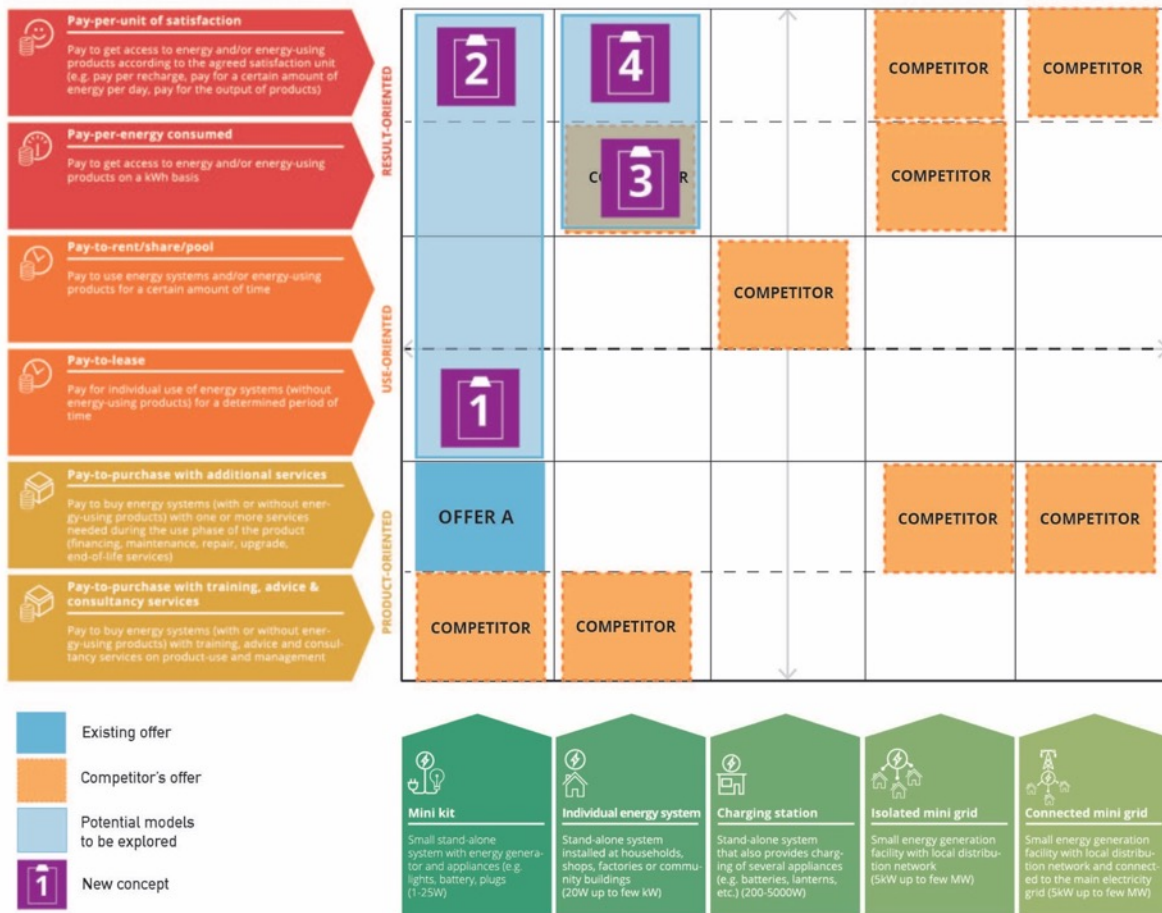 Pay-per-unit of satisfaction
Pay to get access to energy and/or energy-using
products according to the agreed satisfaction unit
(e.g. pay per recharge, pay for a certain amount of
energy per day, pay for the output of products)
Pay-per-energy consumed
Pay to get access to energy and/or energy-using
products on a kWh basis
RESULT-ORIENTED
Pay-to-rent/share/pool
Pay to use energy systems and/or energy-using
products for a certain amount of time
Pay-to-lease
Pay for individual use of energy systems (without
energy-using products) for a determined period of
time
USE-ORIENTED
Pay-to-purchase with additional services
Pay to buy energy systems (with or without ener-
gy-using products) with one or more services
needed during the use phase of the product
(financing, maintenance, repair, upgrade,
end-of-life services)
Pay-to-purchase with training, advice &
consultancy services
Pay to buy energy systems (with or without ener-
gy-using products) with training, advice and consul-
tancy services on product-use and management
PRODUCT-ORIENTED
2
4
COMPETITOR
COMPETITOR
3
COMPETITOR
COMPETITOR
1
OFFER A
COMPETITOR
COMPETITOR
COMPETITOR
COMPETITOR
Existing offer
Competitor's offer
Potential models
to be explored
1
New concept
Mini kit
Small stand-alone
system with energy genera-
tor and appliances (e.g.
lights, battery, plugs
(1-25W)
Individual energy system
Stand-alone system
installed at households,
shops, factories or commu-
nity buildings
(20W up to few kW)
Charging station
Stand-alone system
that also provides charg-
ing of several appliances
(e.g. batteries, lanterns,
etc.) (200-5000W)
Isolated mini grid
Small energy generation
facility with local distribu-
tion network
(5kW up to few MW)
Connected mini grid
Small energy generation
facility with local distribu-
tion network and connect-
ed to the main electricity
grid (5kW up to few MW)